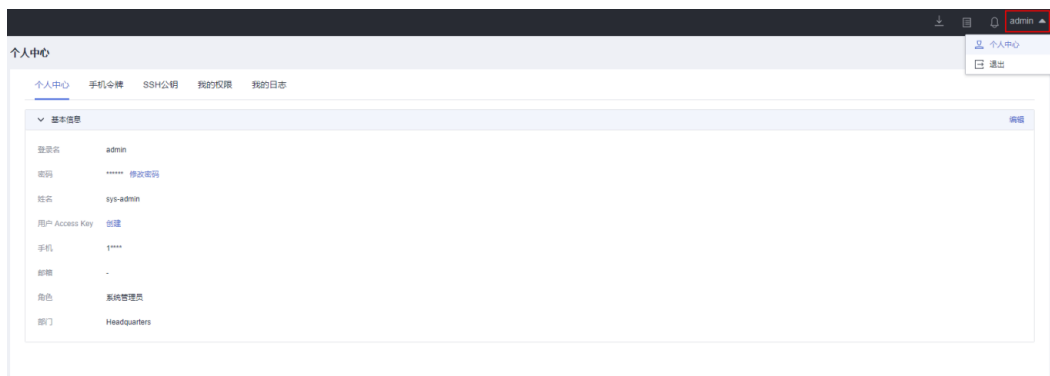 admin
个人中心
退出
个人中心
个人中心 手机令牌 SSH公钥 我的权限 我的日志
基本信息 编辑
登录名 admin
密码 ****** 修改密码
姓名 sys-admin
用户 Access Key 创建
手机 1****
邮箱 -
角色 系统管理员
部门 Headquarters